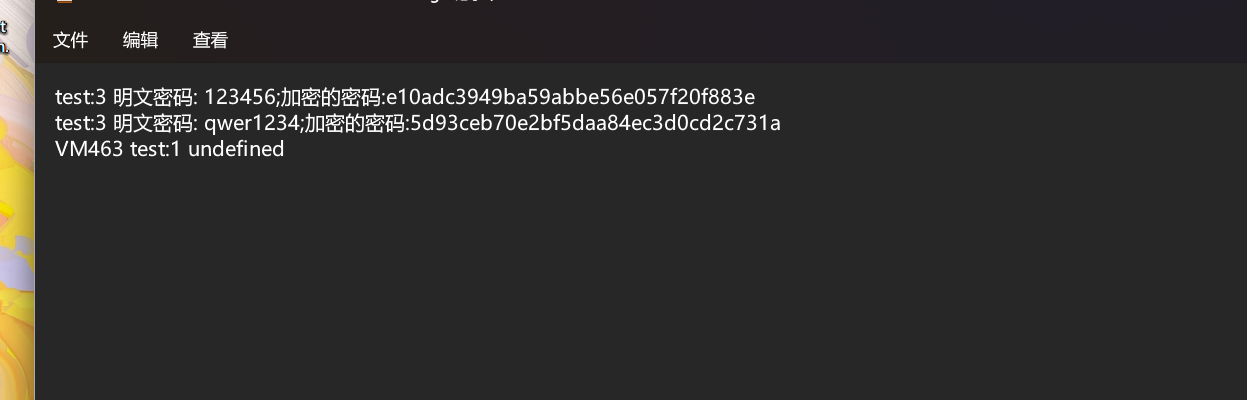 文件 编辑 查看
test:3 明文密码: 123456;加密的密码:e10adc3949ba59abbe56e057f20f883e
test:3 明文密码: qwer1234;加密的密码:5d93ceb70e2bf5daa84ec3d0cd2c731a
VM463 test:1 undefined